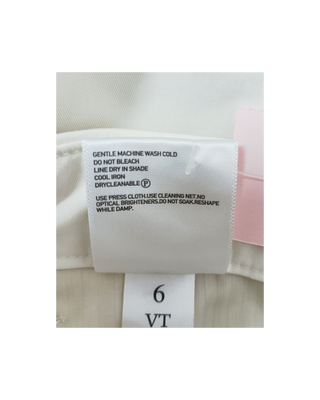 GENTLE MACHINE WASH COLD
DO NOT BLEACH
LINE DRY IN SHADE
COOL IRON
DRYCLEANABLE Ⓟ
USE PRESS CLOTH.USE CLEANING NET.NO
OPTICAL BRIGHTENERS.DO NOT SOAK.RESHAPE
WHILE DAMP.
6
VT